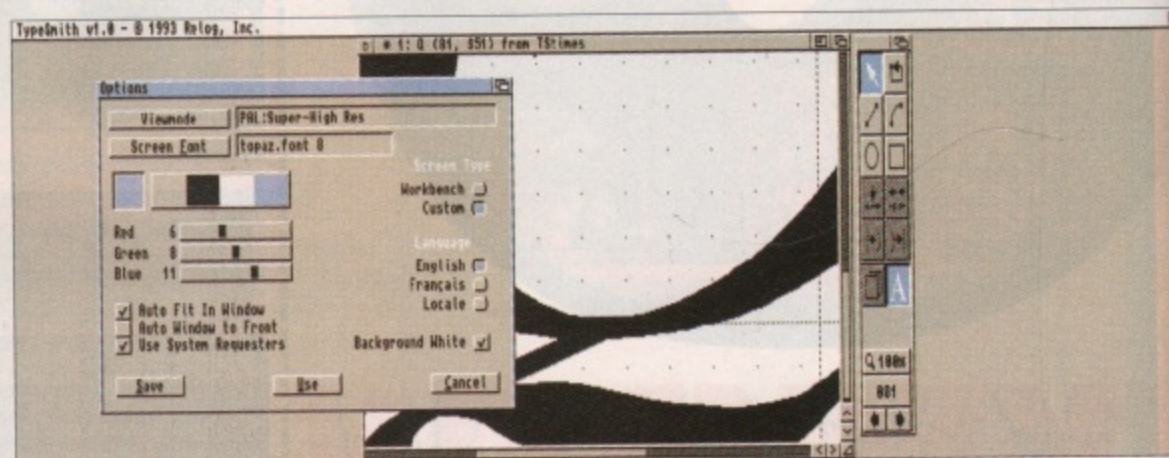 TypeSmith v1.0 - © 1993 Relog, Inc.
1: Q (81, $51) from TStimes
Options
Viewmode PAL:Super-High Res
Screen Font topaz.font 8
Screen Type
Workbench
Custom
Red 6
Green 8
Blue 11
Language
English
Français
Locale
Auto Fit In Window
Auto Window to Front
Use System Requesters
Background White
Save Use Cancel
A
100%
081